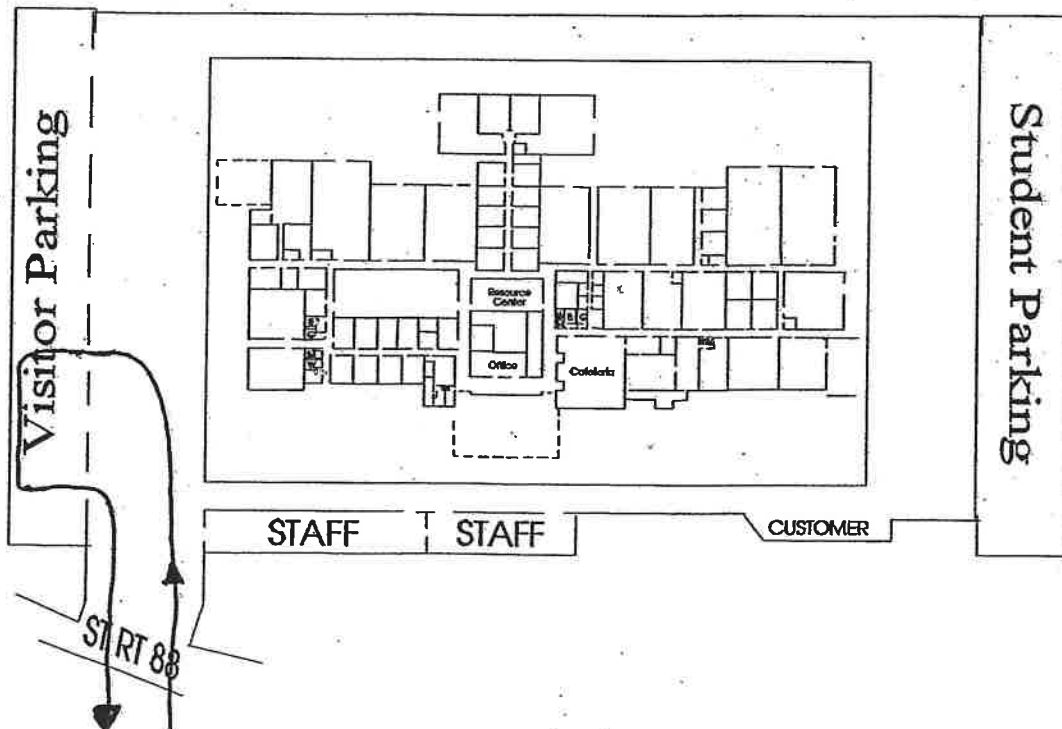 Visitor Parking
Student Parking
Resource
Center
Office
Cafeteria
STAFF
STAFF
CUSTOMER
ST RT 88